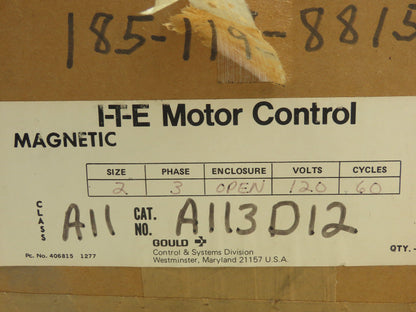 185-119-8815
I-T-E Motor Control
MAGNETIC
SIZE PHASE ENCLOSURE VOLTS CYCLES
2 3 OPEN 120 60
CLASS A11 CAT. NO. A113D12
GOULD
Control & Systems Division
Westminster, Maryland 21157 U.S.A.
QTY.
Pc. No. 406815 1277